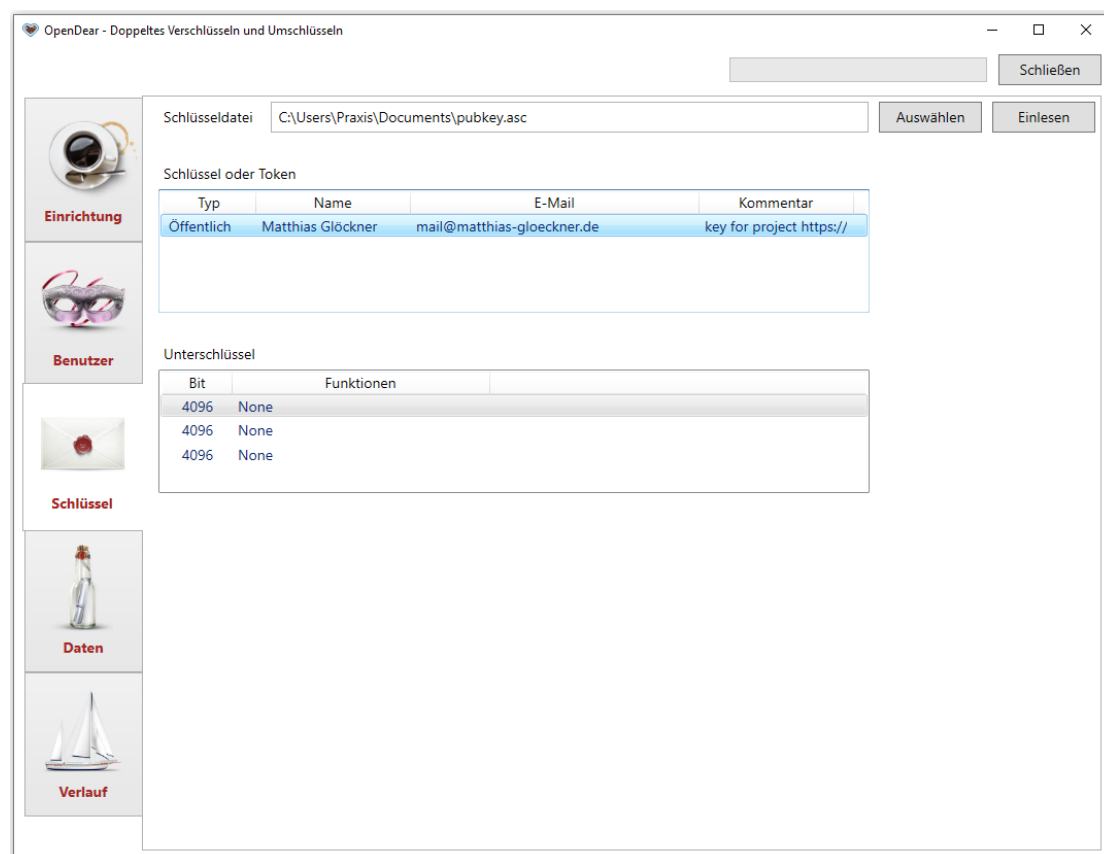 OpenDear - Doppeltes Verschlüsseln und Umschlüsseln
Schließen
Einrichtung
Benutzer
Schlüssel
Daten
Verlauf
Schlüsseldatei C:\Users\Praxis\Documents\pubkey.asc Auswählen Einlesen
Schlüssel oder Token
Typ Name E-Mail Kommentar
Öffentlich Matthias Glöckner mail@matthias-gloeckner.de key for project https://
Unterschlüssel
Bit Funktionen
4096 None
4096 None
4096 None